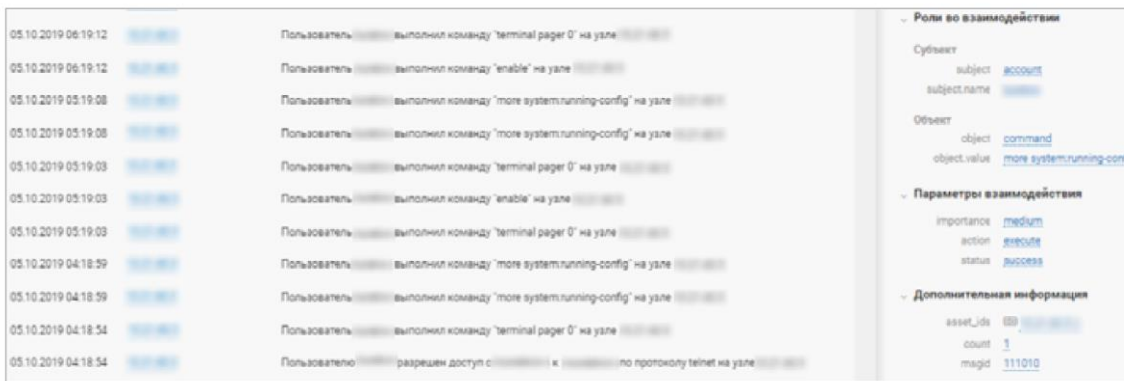 05.10.2019 06:19:12 Пользователь выполнил команду "terminal pager 0" на узле
05.10.2019 06:19:12 Пользователь выполнил команду "enable" на узле
05.10.2019 05:19:08 Пользователь выполнил команду "more system:running-config" на узле
05.10.2019 05:19:08 Пользователь выполнил команду "more system:running-config" на узле
05.10.2019 05:19:03 Пользователь выполнил команду "terminal pager 0" на узле
05.10.2019 05:19:03 Пользователь выполнил команду "enable" на узле
05.10.2019 05:19:03 Пользователь выполнил команду "terminal pager 0" на узле
05.10.2019 04:18:59 Пользователь выполнил команду "more system:running-config" на узле
05.10.2019 04:18:59 Пользователь выполнил команду "more system:running-config" на узле
05.10.2019 04:18:54 Пользователь выполнил команду "terminal pager 0" на узле
05.10.2019 04:18:54 Пользователю разрешен доступ с к по протоколу telnet на узле
Роли во взаимодействии
Субъект
subject account
subject.name
Объект
object command
object.value more system:running-con
Параметры взаимодействия
importance medium
action execute
status success
Дополнительная информация
asset_ids
count 1
msgid 111010